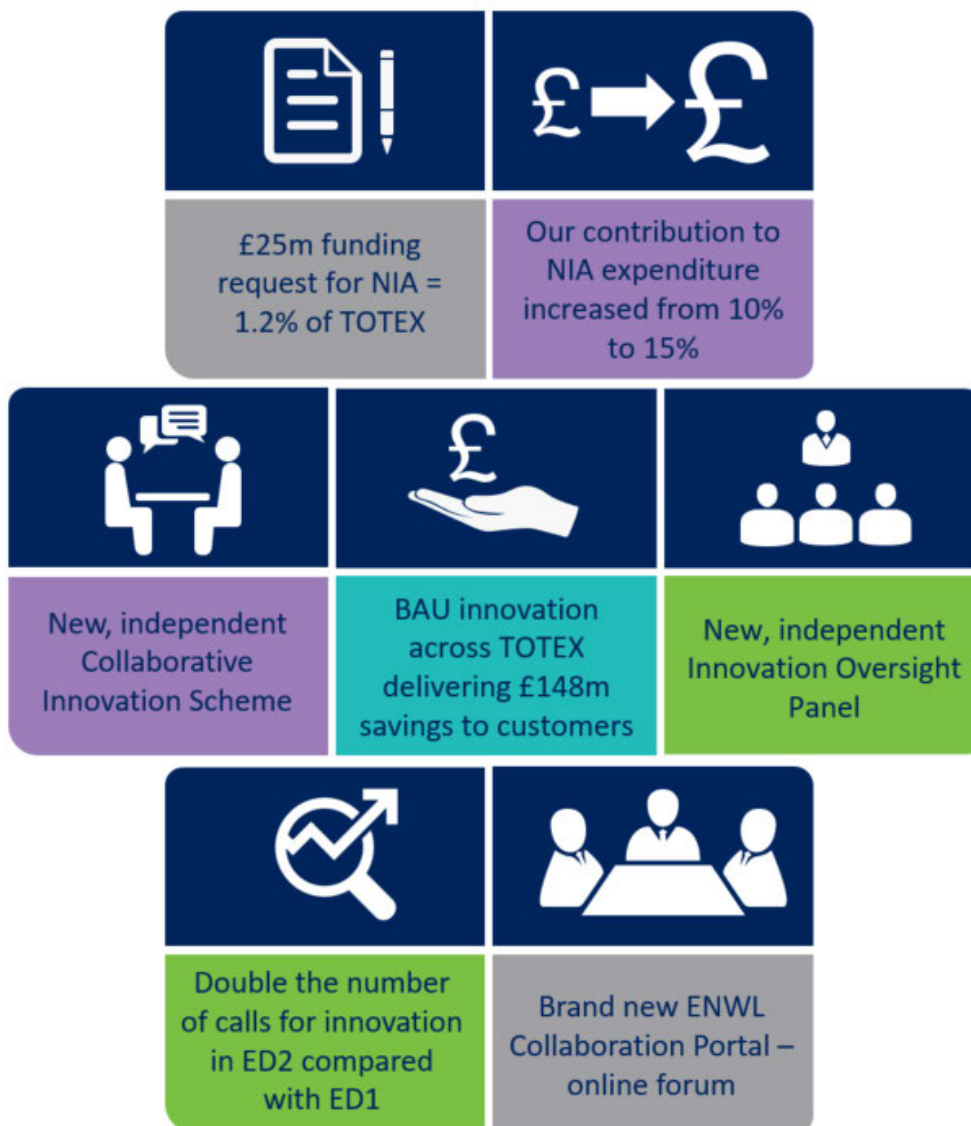 £25m funding
request for NIA =
1.2% of TOTEX
Our contribution to
NIA expenditure
increased from 10%
to 15%
New, independent
Collaborative
Innovation Scheme
BAU innovation
across TOTEX
delivering £148m
savings to customers
New, independent
Innovation Oversight
Panel
Double the number
of calls for innovation
in ED2 compared
with ED1
Brand new ENWL
Collaboration Portal –
online forum